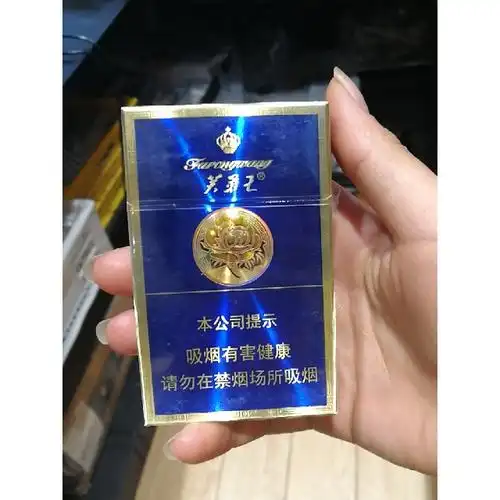 Furongwang
芙蓉王®
本公司提示
吸烟有害健康
请勿在禁烟场所吸烟